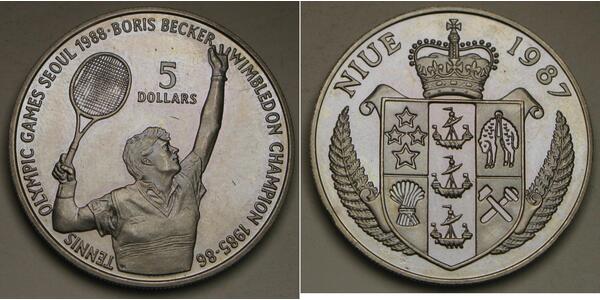 TENNIS OLYMPIC GAMES SEOUL 1988 · BORIS BECKER WIMBLEDON CHAMPION 1985-86
5
DOLLARS
NIUE 1987